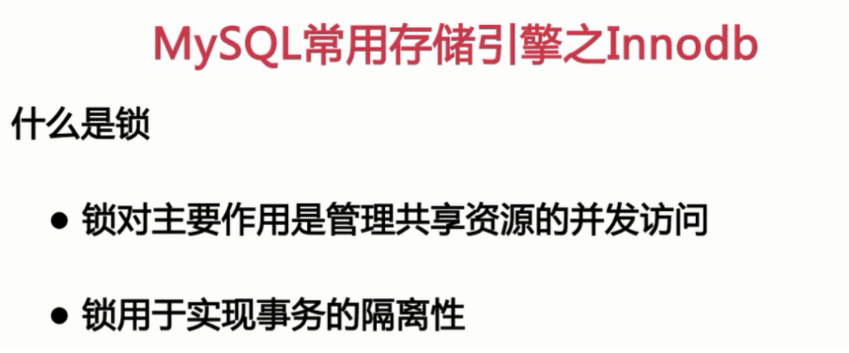 MySQL常用存储引擎之Innodb
什么是锁
● 锁对主要作用是管理共享资源的并发访问
● 锁用于实现事务的隔离性